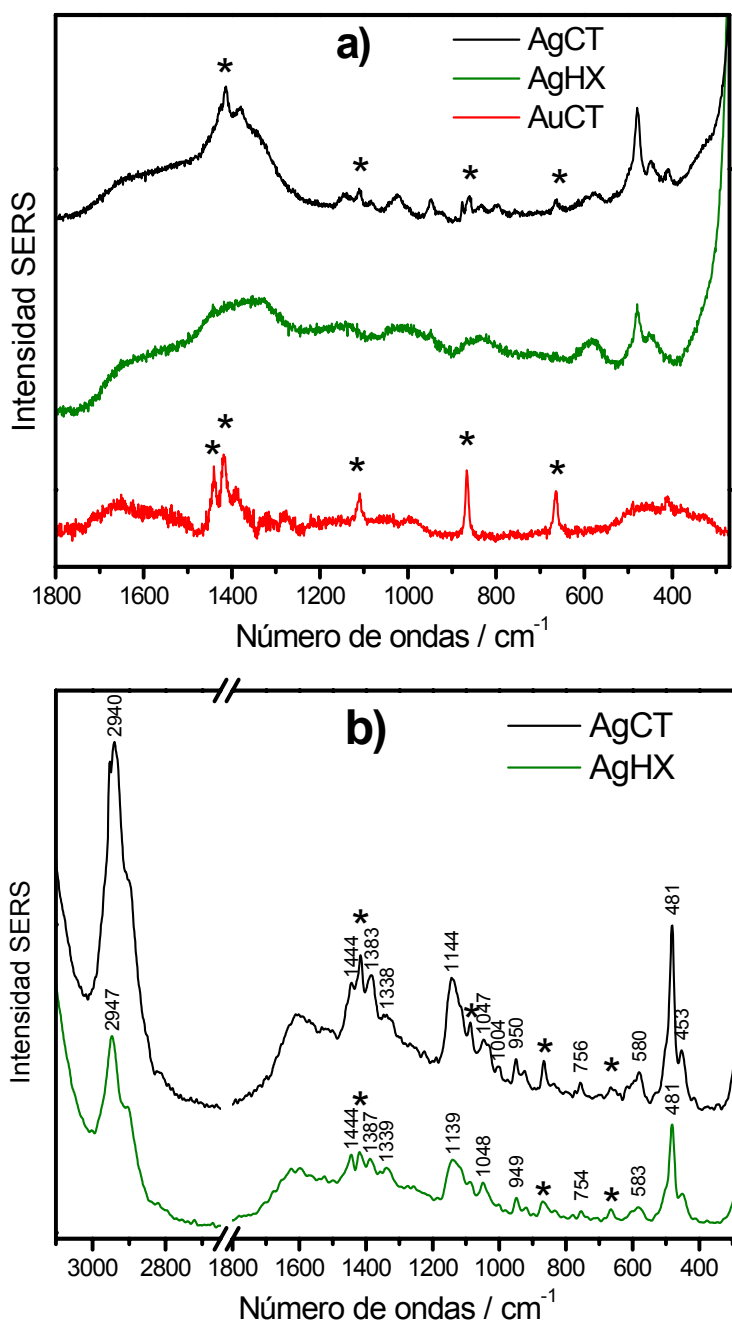 a)
AgCT
AgHX
AuCT
*
*
*
*
*
*
*
*
*
Intensidad SERS
1800 1600 1400 1200 1000 800 600 400
Número de ondas / cm-1
b)
AgCT
AgHX
2940
1444
*
1383
1338
1144
*
1047
1004
950
*
756
*
580
481
453
2947
1444
*
1387
1339
1139
1048
949
*
754
*
583
481
Intensidad SERS
3000 2800 1800 1600 1400 1200 1000 800 600 400
Número de ondas / cm-1